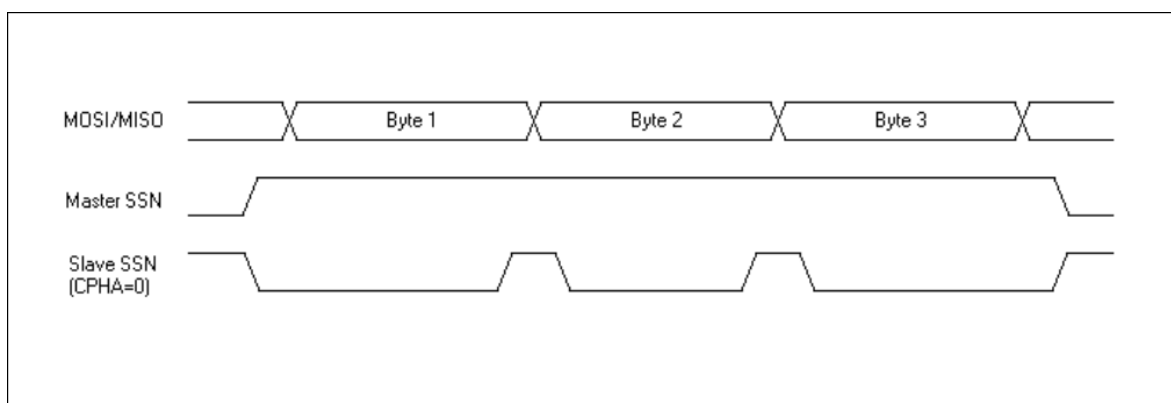 MOSI/MISO
Byte 1
Byte 2
Byte 3
Master SSN
Slave SSN
(CPHA=0)